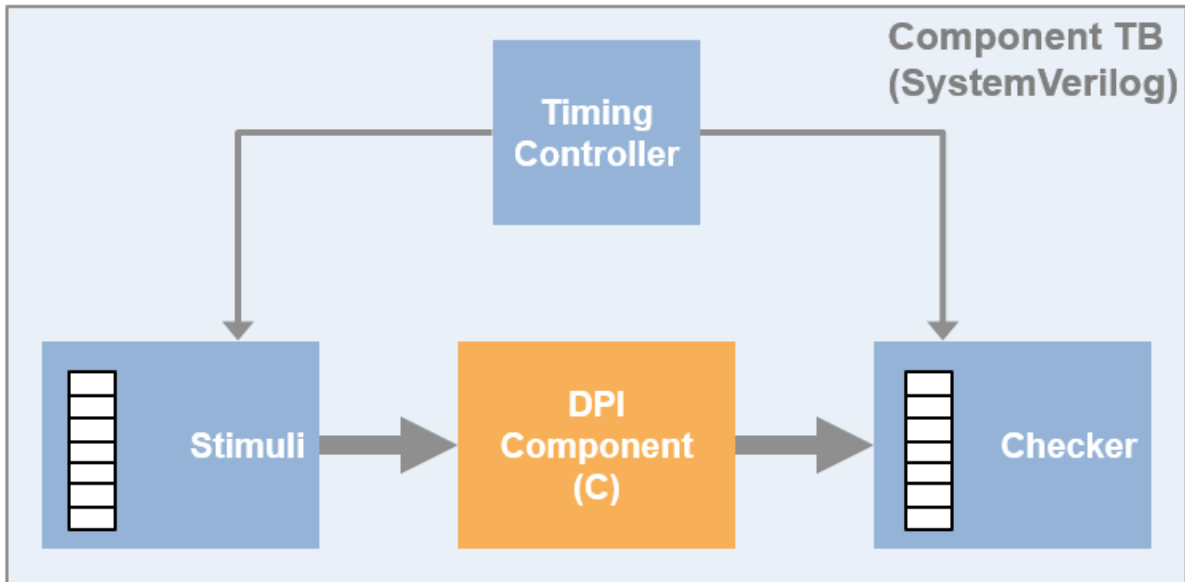 Component TB
(SystemVerilog)
Timing
Controller
Stimuli
DPI
Component
(C)
Checker